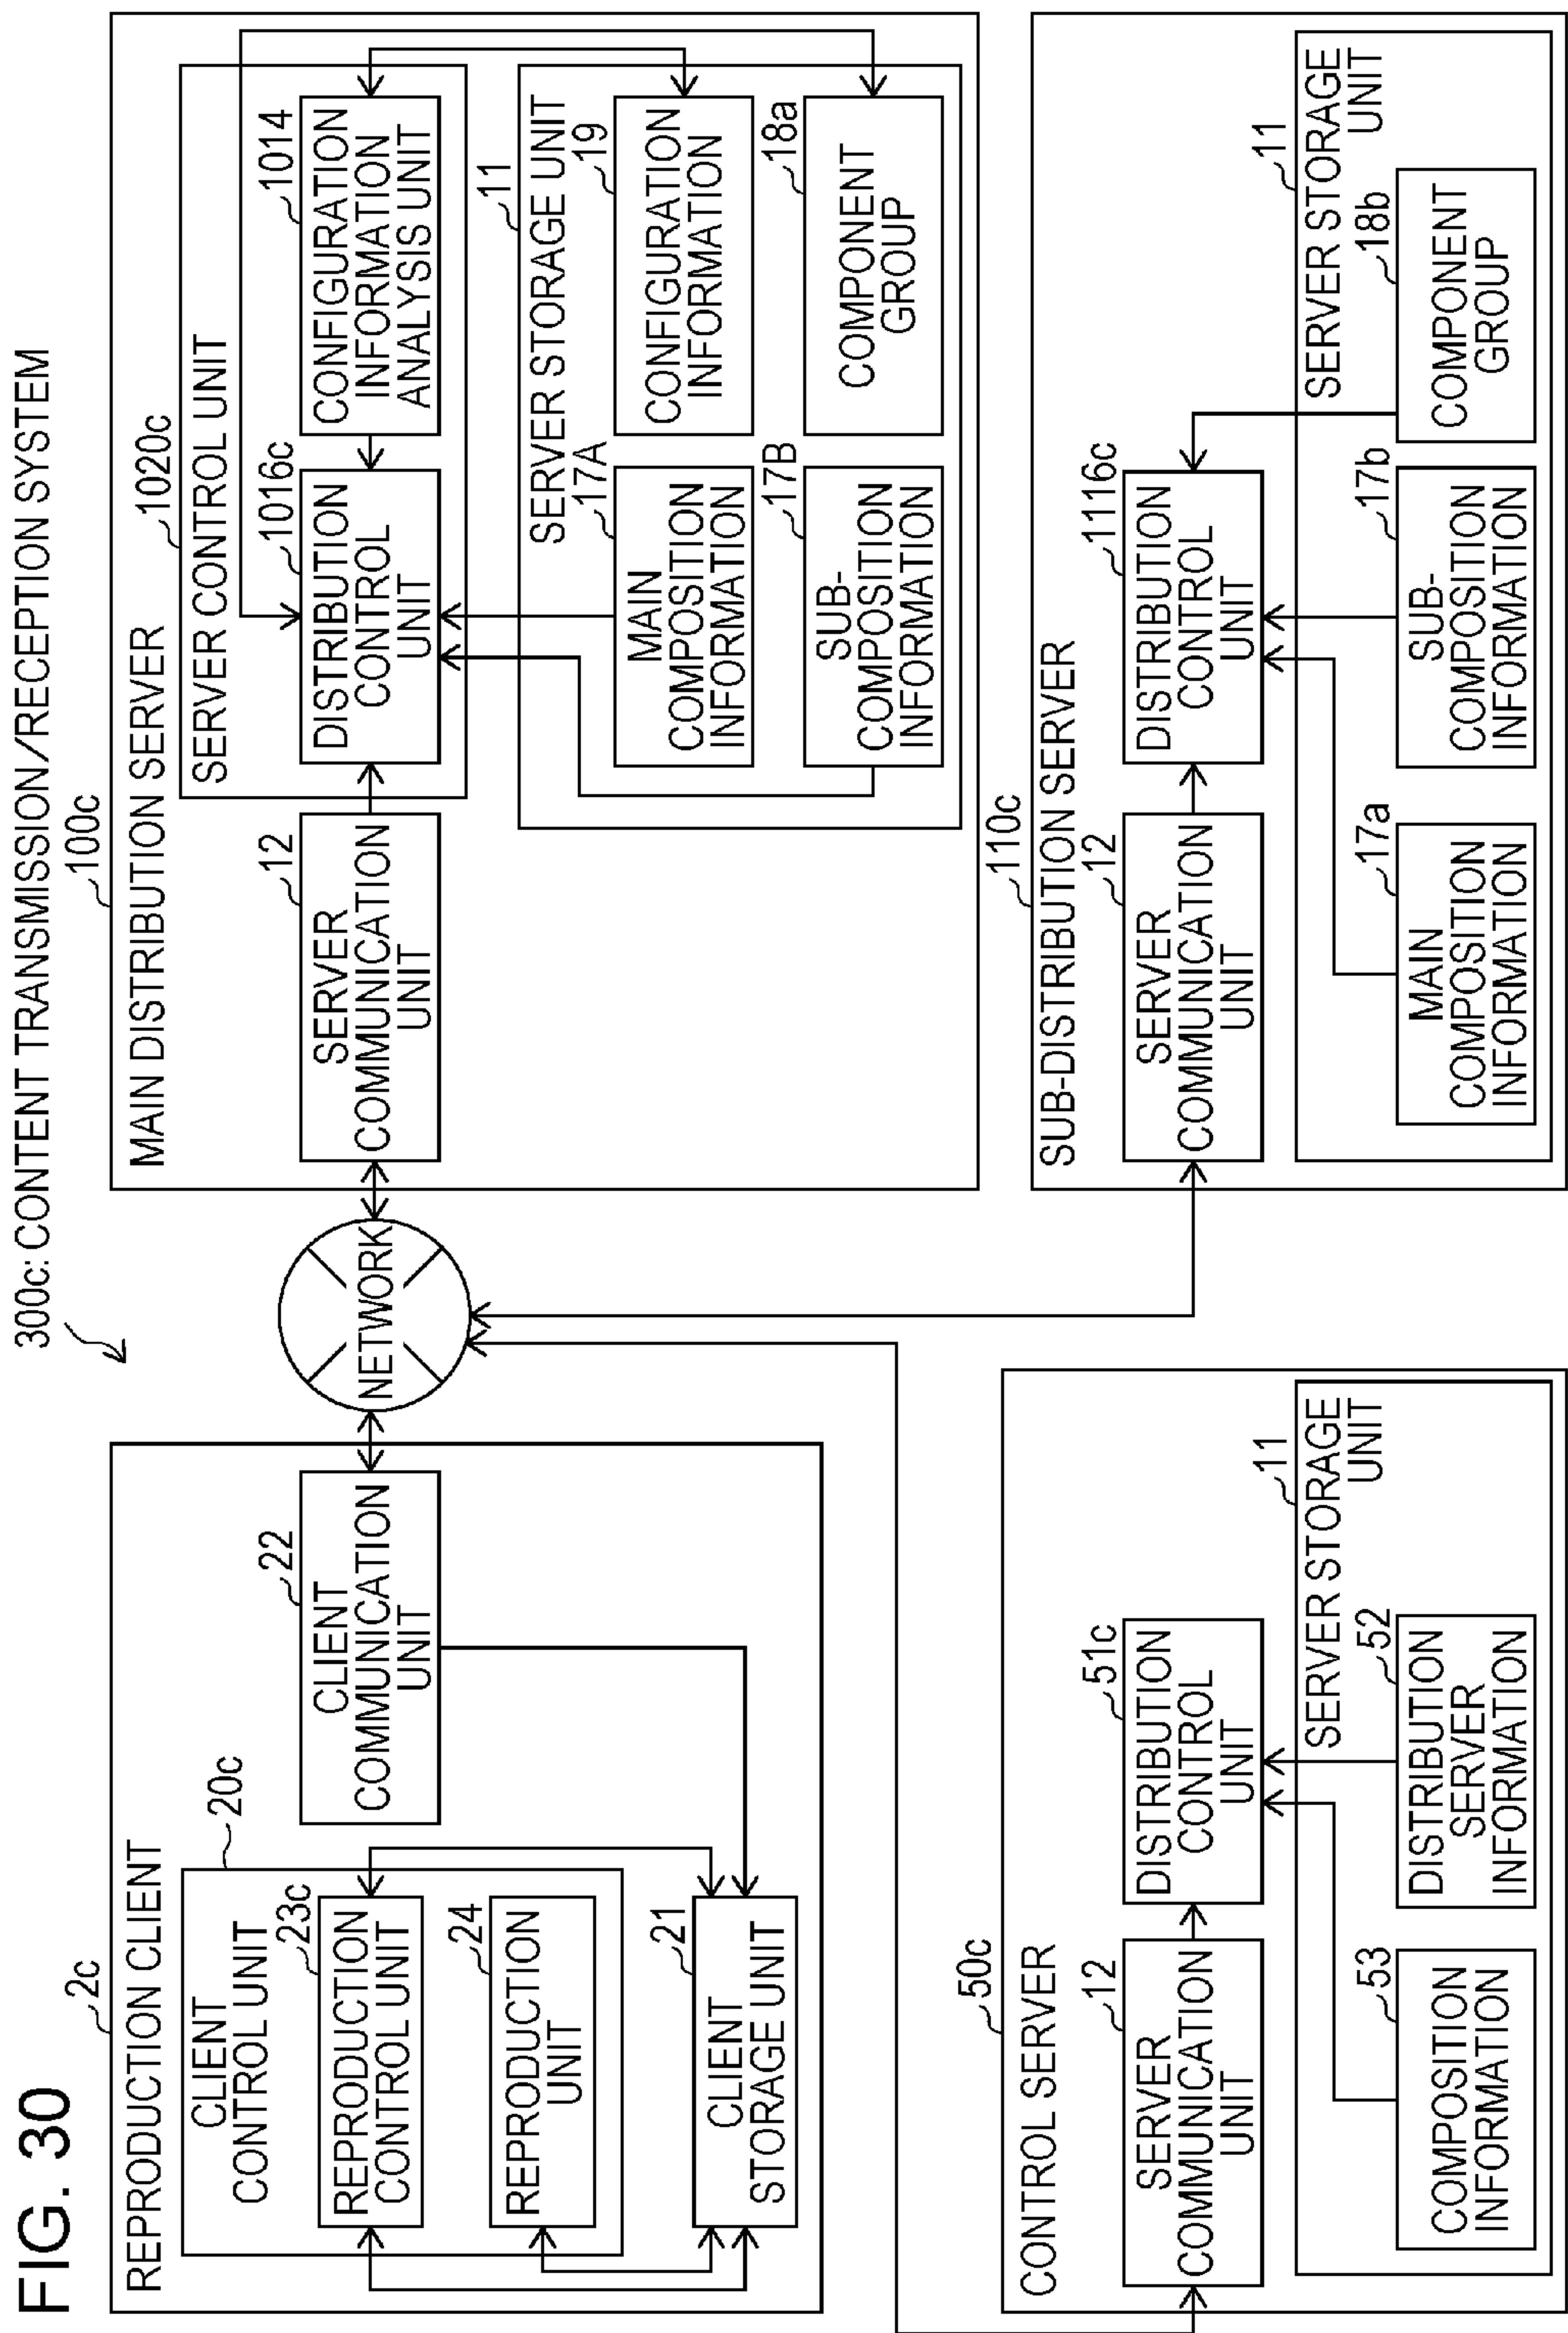 FIG. 30
300c: CONTENT TRANSMISSION/RECEPTION SYSTEM
2c
REPRODUCTION CLIENT
20c
CLIENT
CONTROL UNIT
23c
REPRODUCTION
CONTROL UNIT
24
REPRODUCTION
UNIT
21
CLIENT
STORAGE UNIT
22
CLIENT
COMMUNICATION
UNIT
NETWORK
100c
MAIN DISTRIBUTION SERVER
12
SERVER
COMMUNICATION
UNIT
1020c
SERVER CONTROL UNIT
1016c
DISTRIBUTION
CONTROL
UNIT
1014
CONFIGURATION
INFORMATION
ANALYSIS UNIT
11
SERVER STORAGE UNIT
17A
MAIN
COMPOSITION
INFORMATION
19
CONFIGURATION
INFORMATION
17B
SUB-
COMPOSITION
INFORMATION
18a
COMPONENT
GROUP
50c
CONTROL SERVER
12
SERVER
COMMUNICATION
UNIT
51c
DISTRIBUTION
CONTROL
UNIT
11
SERVER STORAGE
UNIT
53
COMPOSITION
INFORMATION
52
DISTRIBUTION
SERVER
INFORMATION
110c
SUB-DISTRIBUTION SERVER
12
SERVER
COMMUNICATION
UNIT
1116c
DISTRIBUTION
CONTROL
UNIT
11
SERVER STORAGE
UNIT
17a
MAIN
COMPOSITION
INFORMATION
17b
SUB-
COMPOSITION
INFORMATION
18b
COMPONENT
GROUP